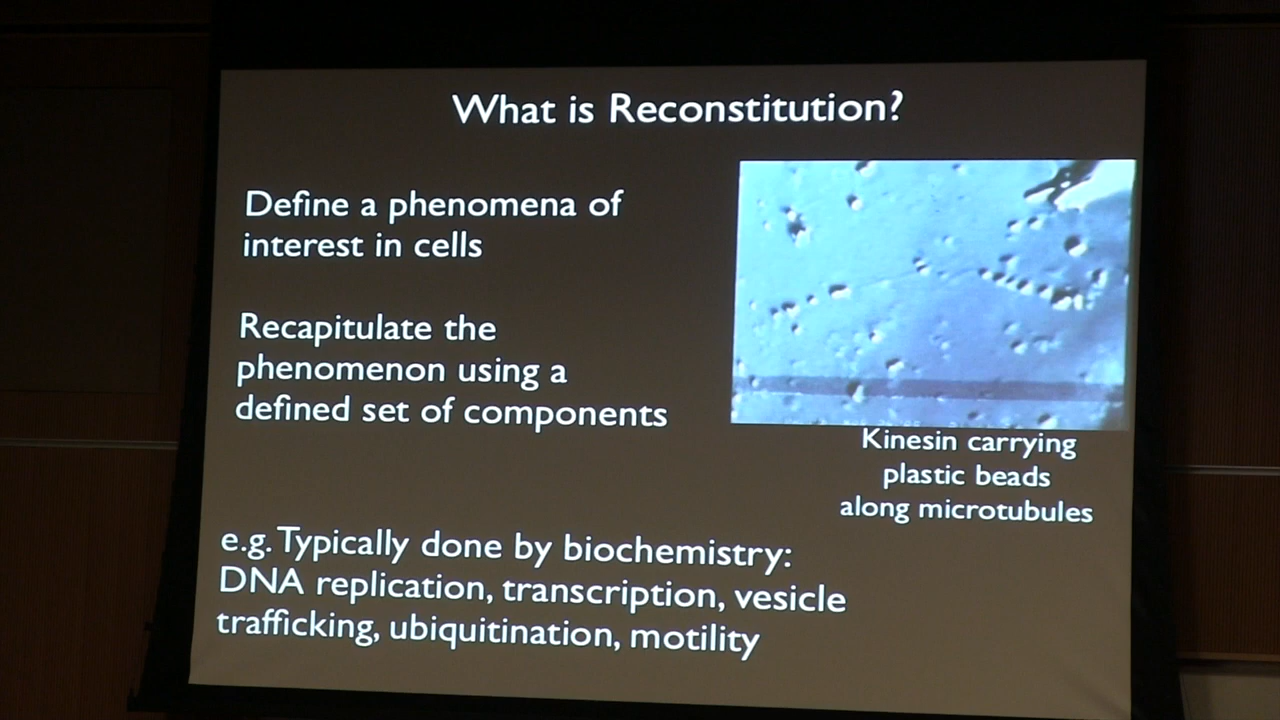 What is Reconstitution?
Define a phenomena of
interest in cells
Recapitulate the
phenomenon using a
defined set of components
Kinesin carrying
plastic beads
along microtubules
e.g. Typically done by biochemistry:
DNA replication, transcription, vesicle
trafficking, ubiquitination, motility